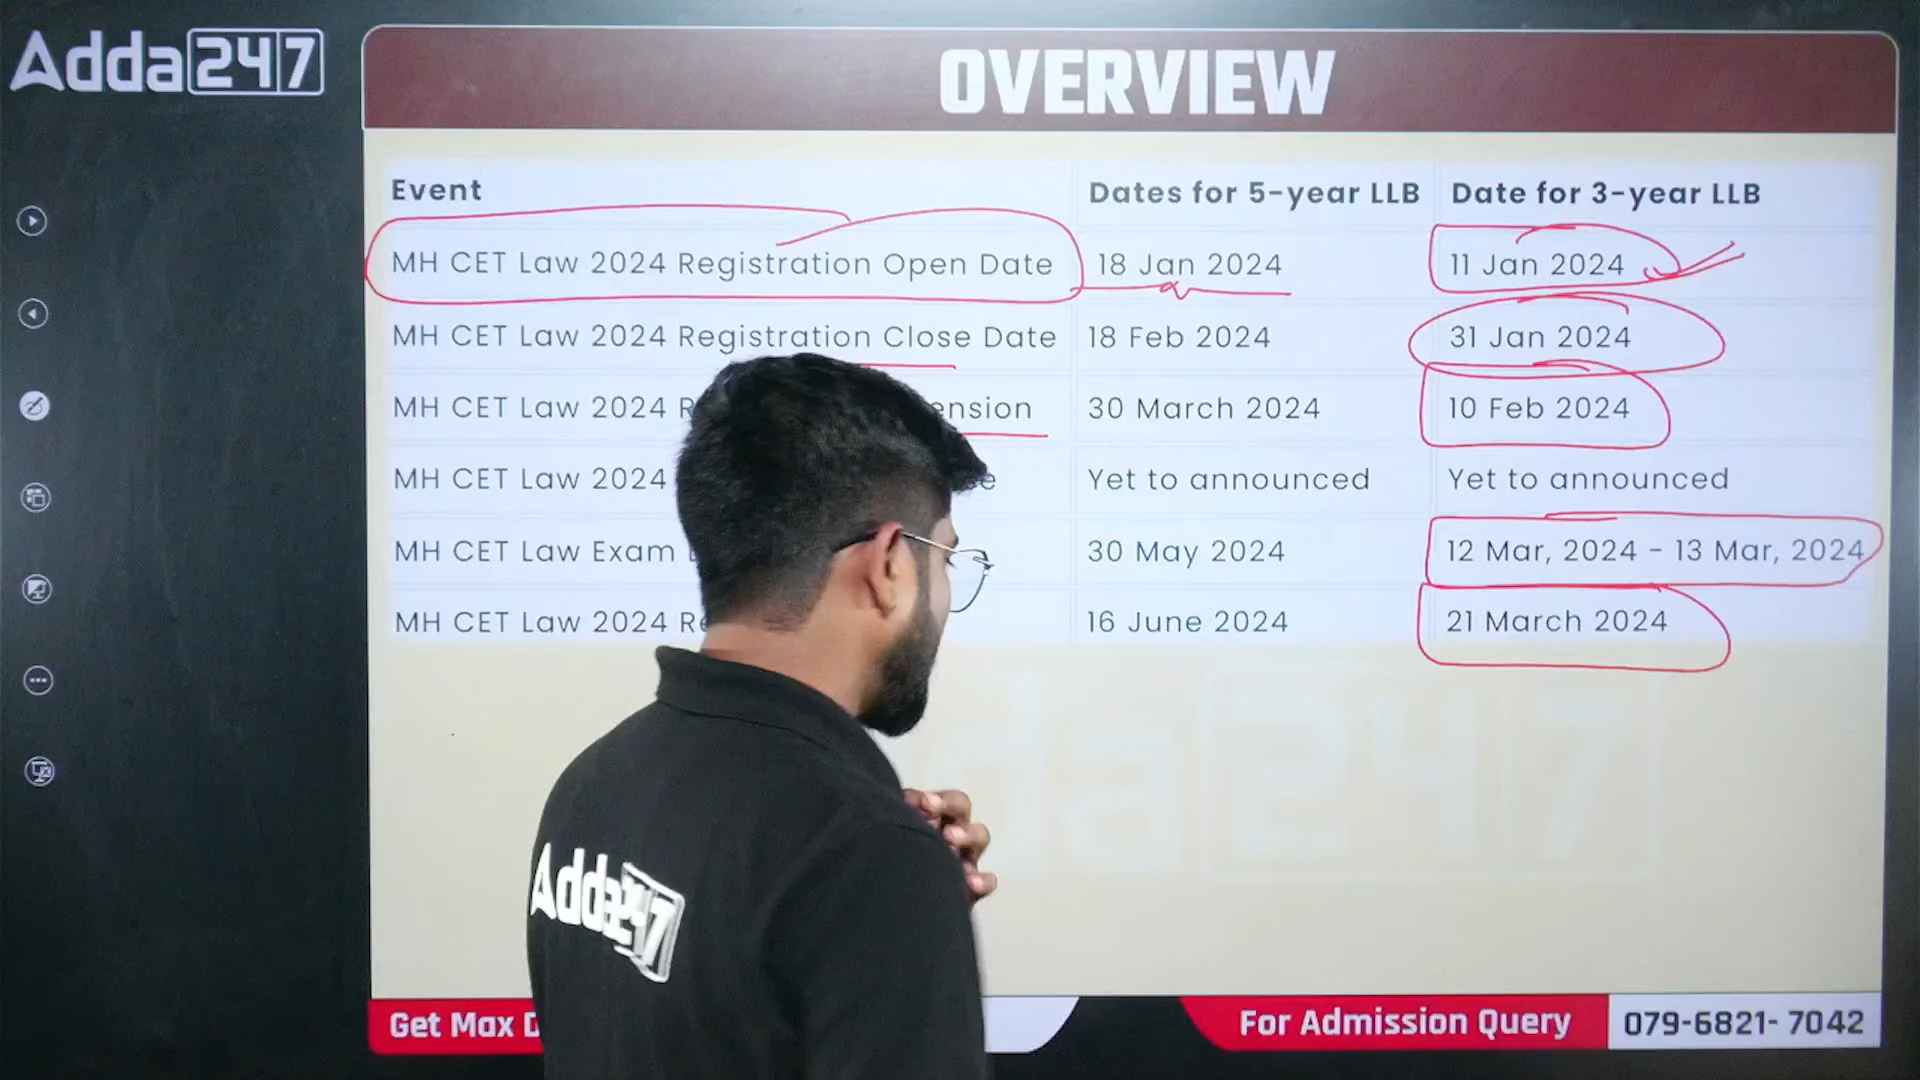 Adda247
OVERVIEW
Event Dates for 5-year LLB Date for 3-year LLB
MH CET Law 2024 Registration Open Date 18 Jan 2024 11 Jan 2024
MH CET Law 2024 Registration Close Date 18 Feb 2024 31 Jan 2024
MH CET Law 2024 30 March 2024 10 Feb 2024
MH CET Law 2024 Yet to announced Yet to announced
MH CET Law Exam 30 May 2024 12 Mar, 2024 - 13 Mar, 2024
MH CET Law 2024 16 June 2024 21 March 2024
Adda247
Get Max For Admission Query 079-6821- 7042